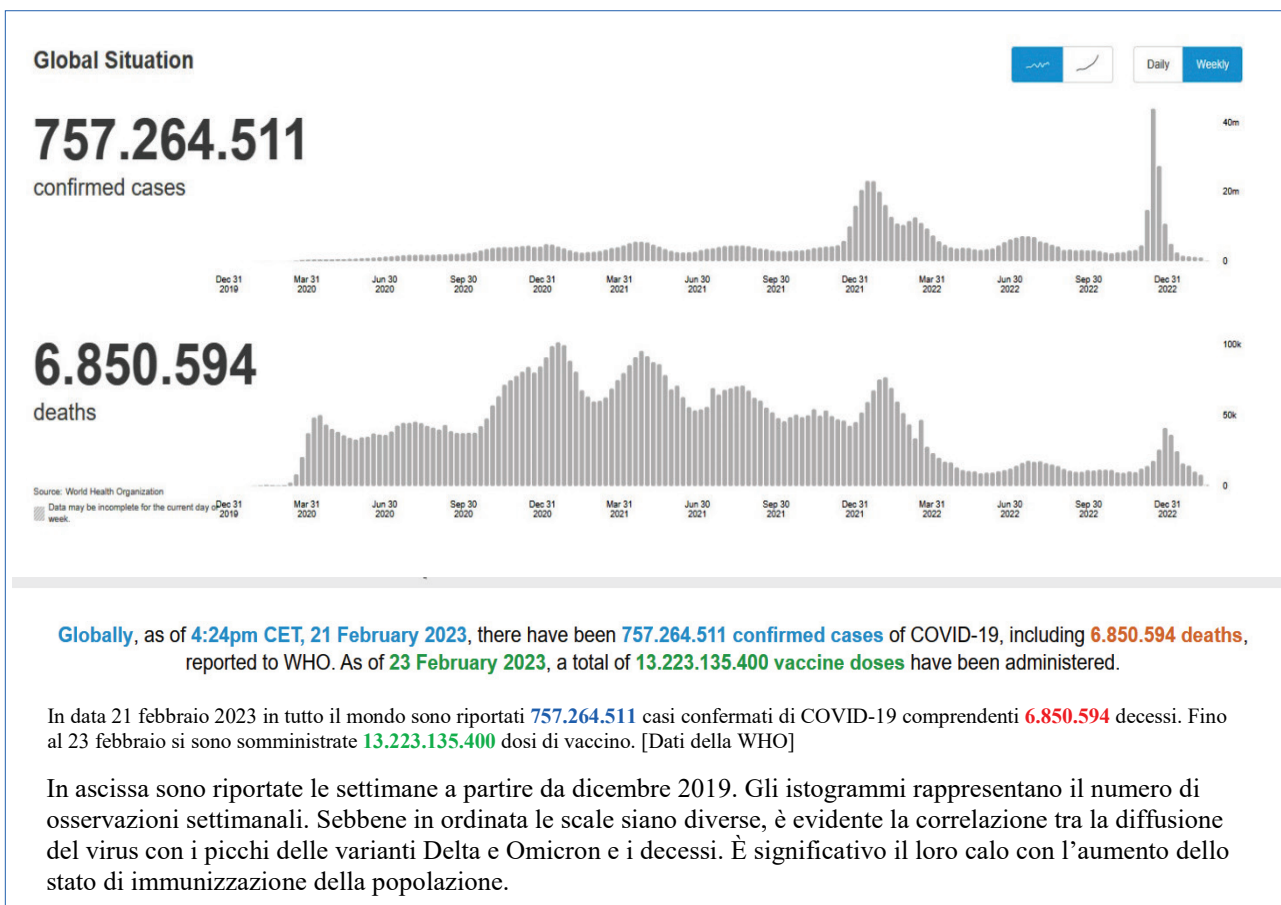 Global Situation
Daily Weekly
757.264.511
confirmed cases
40m
20m
0
Dec 31 Mar 31 Jun 30 Sep 30 Dec 31 Mar 31 Jun 30 Sep 30 Dec 31 Mar 31 Jun 30 Sep 30 Dec 31
2019 2020 2020 2020 2020 2021 2021 2021 2021 2022 2022 2022 2022
6.850.594
deaths
100k
50k
0
Source: World Health Organization
Data may be incomplete for the current day or
week.
Dec 31 Mar 31 Jun 30 Sep 30 Dec 31 Mar 31 Jun 30 Sep 30 Dec 31 Mar 31 Jun 30 Sep 30 Dec 31
2019 2020 2020 2020 2020 2021 2021 2021 2021 2022 2022 2022 2022
Globally, as of 4:24pm CET, 21 February 2023, there have been 757.264.511 confirmed cases of COVID-19, including 6.850.594 deaths,
reported to WHO. As of 23 February 2023, a total of 13.223.135.400 vaccine doses have been administered.
In data 21 febbraio 2023 in tutto il mondo sono riportati 757.264.511 casi confermati di COVID-19 comprendenti 6.850.594 decessi. Fino
al 23 febbraio si sono somministrate 13.223.135.400 dosi di vaccino. [Dati della WHO]
In ascissa sono riportate le settimane a partire da dicembre 2019. Gli istogrammi rappresentano il numero di
osservazioni settimanali. Sebbene in ordinata le scale siano diverse, è evidente la correlazione tra la diffusione
del virus con i picchi delle varianti Delta e Omicron e i decessi. È significativo il loro calo con l’aumento dello
stato di immunizzazione della popolazione.